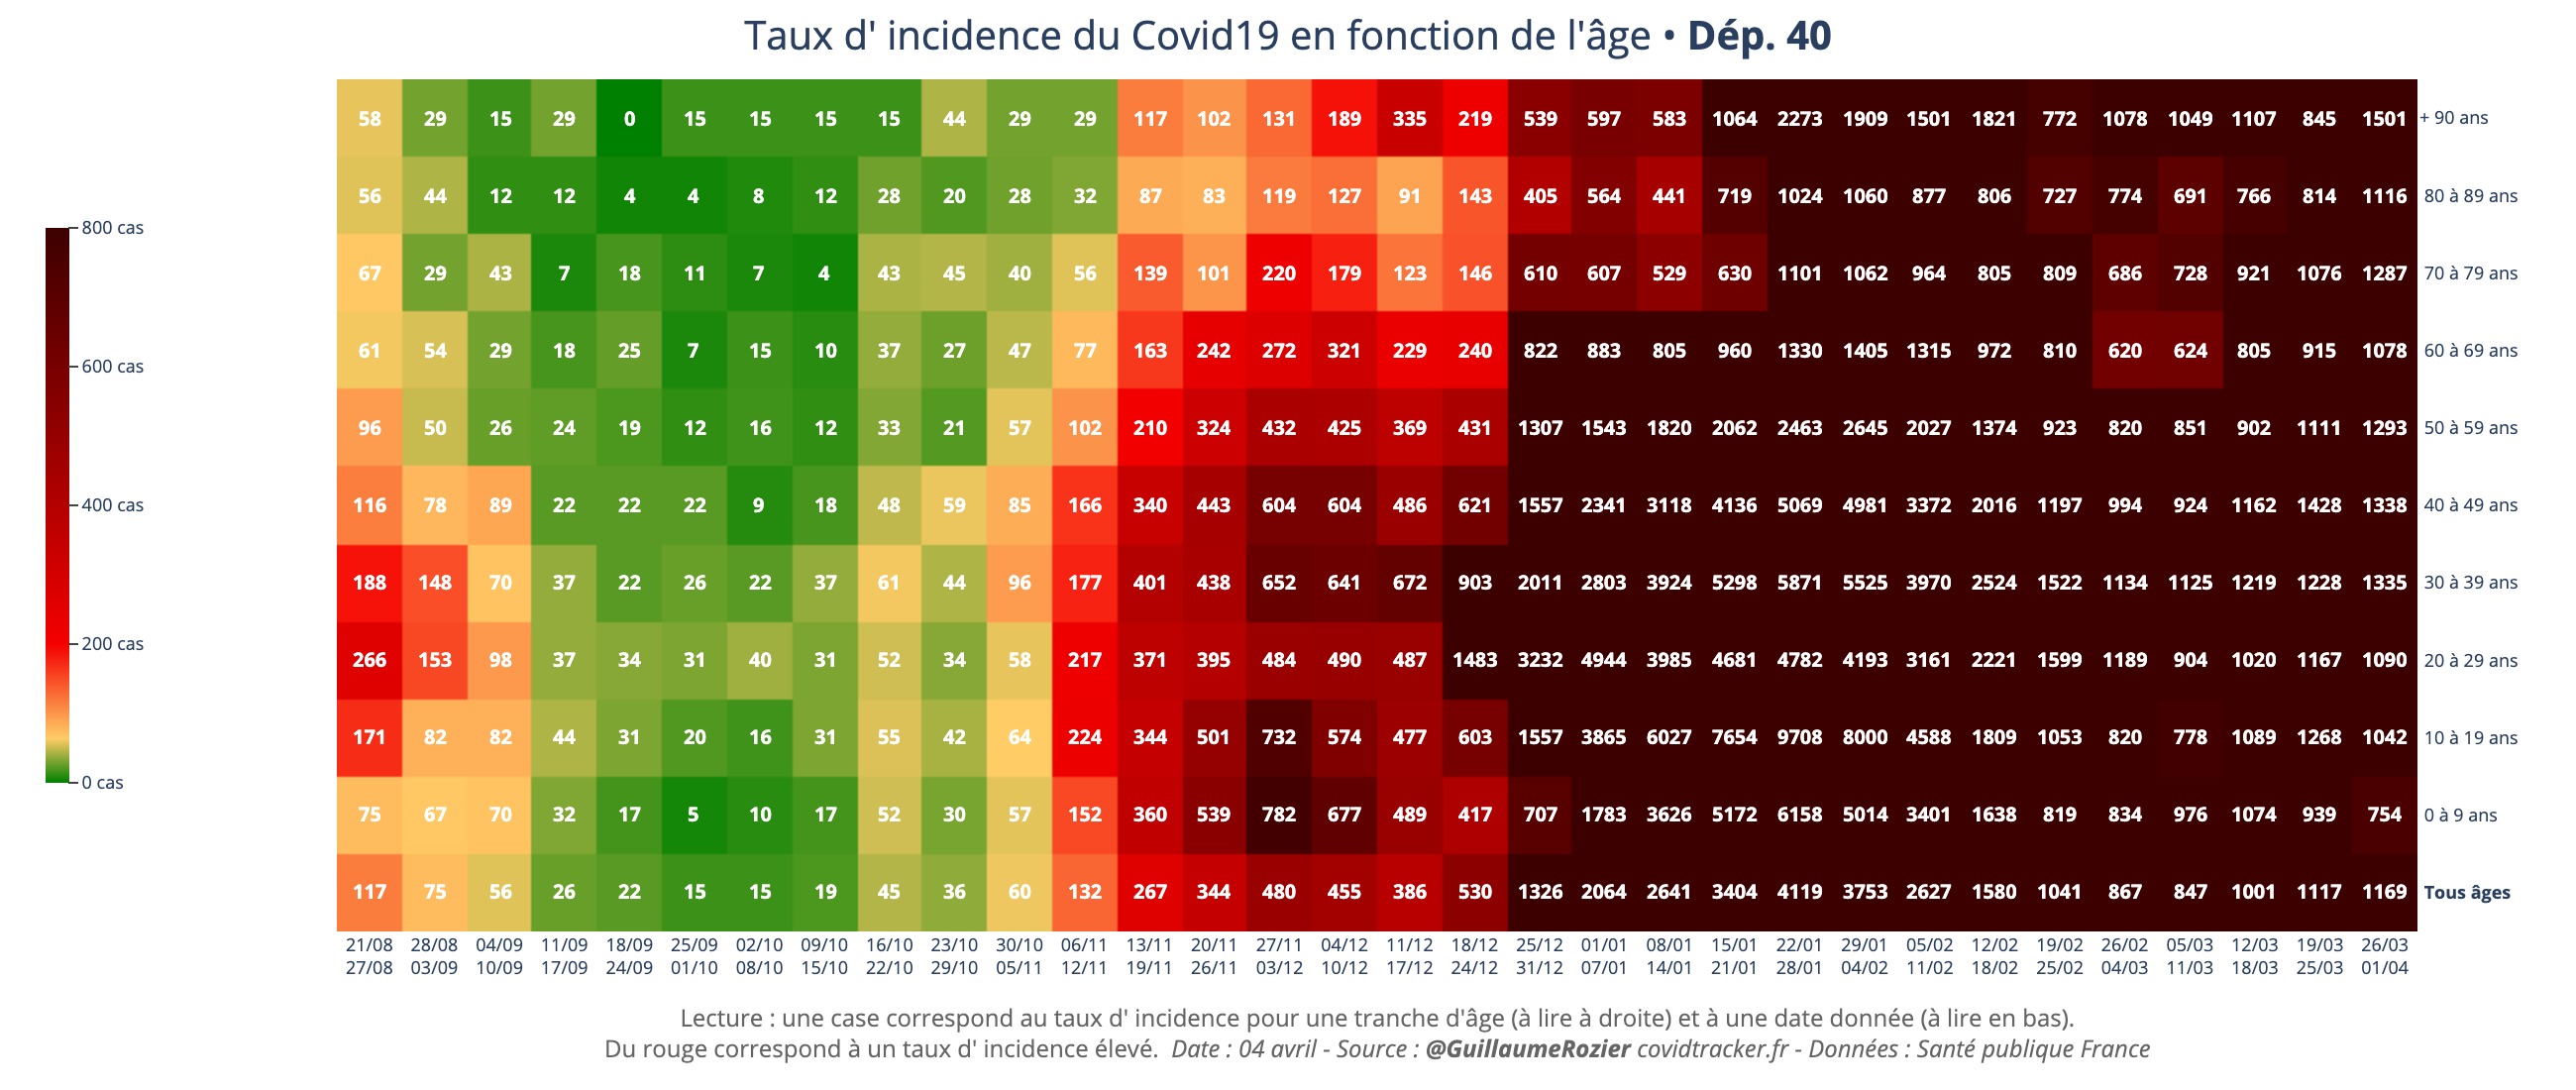 Taux d' incidence du Covid19 en fonction de l'âge • Dép. 40
58 29 15 29 0 15 15 15 15 44 29 29 117 102 131 189 335 219 539 597 583 1064 2273 1909 1501 1821 772 1078 1049 1107 845 1501 + 90 ans
56 44 12 12 4 4 8 12 28 20 28 32 87 83 119 127 91 143 405 564 441 719 1024 1060 877 806 727 774 691 766 814 1116 80 à 89 ans
800 cas
67 29 43 7 18 11 7 4 43 45 40 56 139 101 220 179 123 146 610 607 529 630 1101 1062 964 805 809 686 728 921 1076 1287 70 à 79 ans
61 54 29 18 25 7 15 10 37 27 47 77 163 242 272 321 229 240 822 883 805 960 1330 1405 1315 972 810 620 624 805 915 1078 60 à 69 ans
600 cas
96 50 26 24 19 12 16 12 33 21 57 102 210 324 432 425 369 431 1307 1543 1820 2062 2463 2645 2027 1374 923 820 851 902 1111 1293 50 à 59 ans
400 cas
116 78 89 22 22 22 9 18 48 59 85 166 340 443 604 604 486 621 1557 2341 3118 4136 5069 4981 3372 2016 1197 994 924 1162 1428 1338 40 à 49 ans
188 148 70 37 22 26 22 37 61 44 96 177 401 438 652 641 672 903 2011 2803 3924 5298 5871 5525 3970 2524 1522 1134 1125 1219 1228 1335 30 à 39 ans
200 cas
266 153 98 37 34 31 40 31 52 34 58 217 371 395 484 490 487 1483 3232 4944 3985 4681 4782 4193 3161 2221 1599 1189 904 1020 1167 1090 20 à 29 ans
171 82 82 44 31 20 16 31 55 42 64 224 344 501 732 574 477 603 1557 3865 6027 7654 9708 8000 4588 1809 1053 820 778 1089 1268 1042 10 à 19 ans
0 cas
75 67 70 32 17 5 10 17 52 30 57 152 360 539 782 677 489 417 707 1783 3626 5172 6158 5014 3401 1638 819 834 976 1074 939 754 0 à 9 ans
117 75 56 26 22 15 15 19 45 36 60 132 267 344 480 455 386 530 1326 2064 2641 3404 4119 3753 2627 1580 1041 867 847 1001 1117 1169 Tous âges
21/08 28/08 04/09 11/09 18/09 25/09 02/10 09/10 16/10 23/10 30/10 06/11 13/11 20/11 27/11 04/12 11/12 18/12 25/12 01/01 08/01 15/01 22/01 29/01 05/02 12/02 19/02 26/02 05/03 12/03 19/03 26/03
27/08 03/09 10/09 17/09 24/09 01/10 08/10 15/10 22/10 29/10 05/11 12/11 19/11 26/11 03/12 10/12 17/12 24/12 31/12 07/01 14/01 21/01 28/01 04/02 11/02 18/02 25/02 04/03 11/03 18/03 25/03 01/04
Lecture : une case correspond au taux d' incidence pour une tranche d'âge (à lire à droite) et à une date donnée (à lire en bas).
Du rouge correspond à un taux d' incidence élevé. Date : 04 avril - Source : @GuillaumeRozier covidtracker.fr - Données : Santé publique France